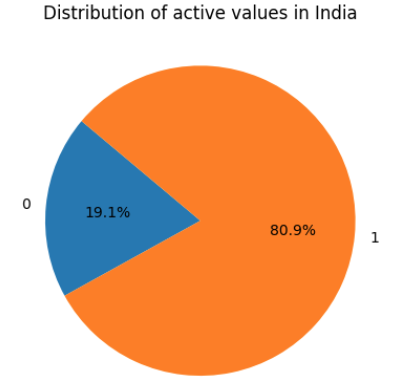 Distribution of active values in India
0
19.1%
80.9%
1